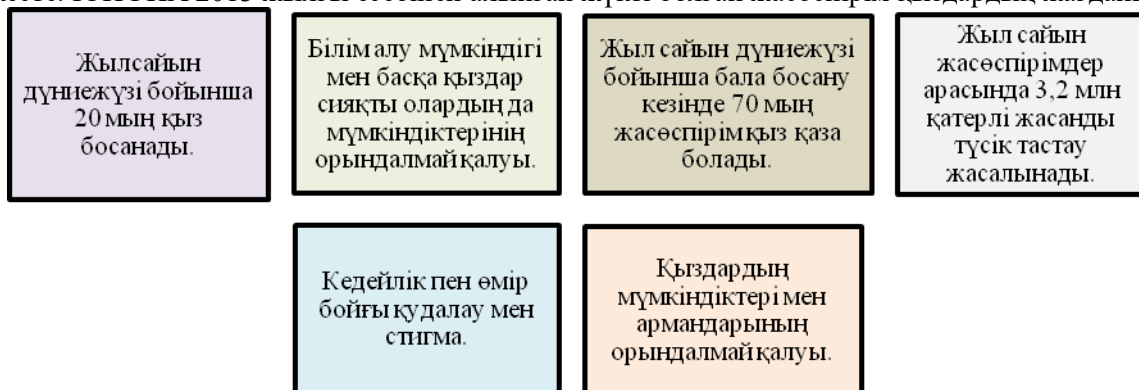 Жылсайын
дүниежүзі бойынша
20 мың қыз
босанады.
Білім алу мүмкіндігі
мен басқа қыздар
сияқты олардың да
мүмкіндіктерінің
орындалмай қалуы.
Жыл сайын дүниежүзі
бойынша бала босану
кезінде 70 мың
жасөспірім қыз қаза
болады.
Жыл сайын
жасөспірімдер
арасында 3,2 млн
қатерлі жасанды
түсік тастау
жасалынады.
Кедейлік пен өмір
бойғы қудалау мен
стигма.
Қыздардың
мүмкіндіктері мен
армандарының
орындалмай қалуы.